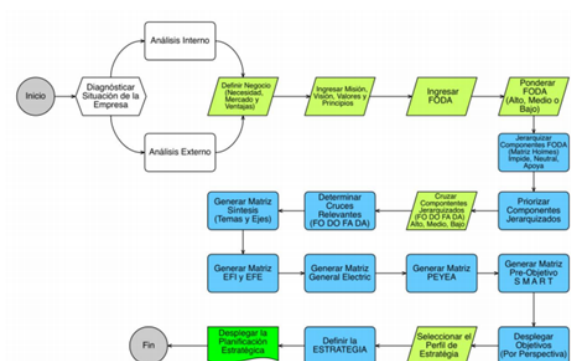 Análisis Interno
Inicio
Diagnósticar
Situación de la
Empresa
Análisis Externo
Definir Negocio
(Necesidad,
Mercado y
Ventajas)
Ingresar Misión,
Visión, Valores y
Principios
Ingresar
FODA
Ponderar
FODA
(Alto, Medio o
Bajo)
Jerarquizar
Componentes FODA
(Matriz Holmes)
Impide, Neutral,
Apoya
Priorizar
Componentes
Jerarquizados
Cruzar
Compontentes
Jerarquizados
(FO DO FA DA)
Alto, Medio, Bajo
Determinar
Cruces
Relevantes
(FO DO FA DA)
Generar Matriz
Síntesis
(Temas y Ejes)
Generar Matriz
EFI y EFE
Generar Matriz
General Electric
Generar Matriz
PEYEA
Generar Matriz
Pre-Objetivo
S M A R T
Desplegar
Objetivos
(Por Perspectiva)
Seleccionar el
Perfil de
Estratégia
Definir la
ESTRATEGIA
Desplegar la
Planificación
Estratégica
Fin